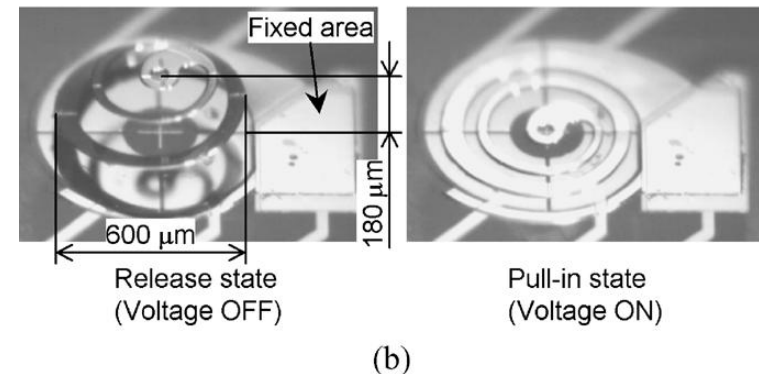 Fixed area
600 μm
180 μm
Release state
(Voltage OFF)
Pull-in state
(Voltage ON)
(b)